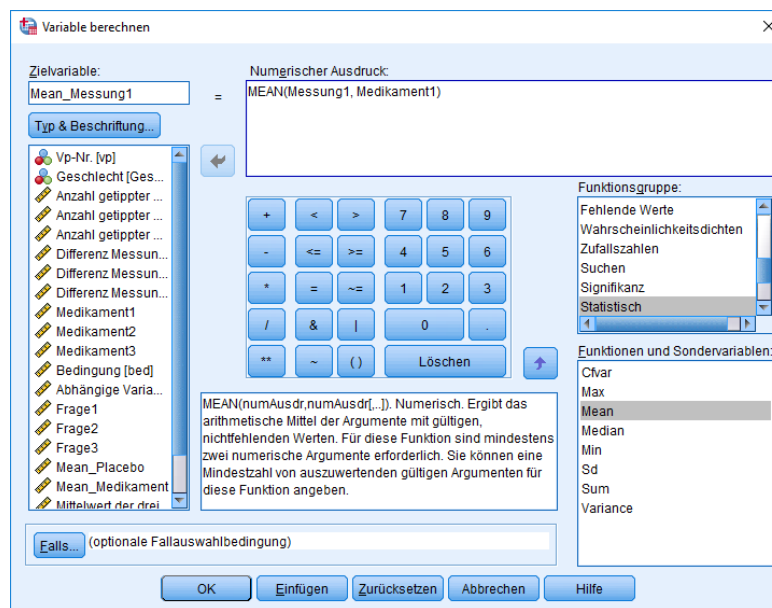 Variable berechnen
Zielvariable:
Mean_Messung1
=
Numerischer Ausdruck:
MEAN(Messung1, Medikament1)
Typ & Beschriftung...
Vp-Nr. [vp]
Geschlecht [Ges...
Anzahl getippter ...
Anzahl getippter ...
Anzahl getippter ...
Differenz Messun...
Differenz Messun...
Differenz Messun...
Medikament1
Medikament2
Medikament3
Bedingung [bed]
Abhängige Varia...
Frage1
Frage2
Frage3
Mean_Placebo
Mean_Medikament
Mittelwert der drei
+ < > 7 8 9
- <= >= 4 5 6
* = ~= 1 2 3
/ & | 0 .
** ~ ( ) Löschen
MEAN(numAusdr,numAusdr[,..]). Numerisch. Ergibt das
arithmetische Mittel der Argumente mit gültigen,
nichtfehlenden Werten. Für diese Funktion sind mindestens
zwei numerische Argumente erforderlich. Sie können eine
Mindestzahl von auszuwertenden gültigen Argumenten für
diese Funktion angeben.
Funktionsgruppe:
Fehlende Werte
Wahrscheinlichkeitsdichten
Zufallszahlen
Suchen
Signifikanz
Statistisch
Funktionen und Sondervariablen:
Cfvar
Max
Mean
Median
Min
Sd
Sum
Variance
Falls... (optionale Fallauswahlbedingung)
OK Einfügen Zurücksetzen Abbrechen Hilfe